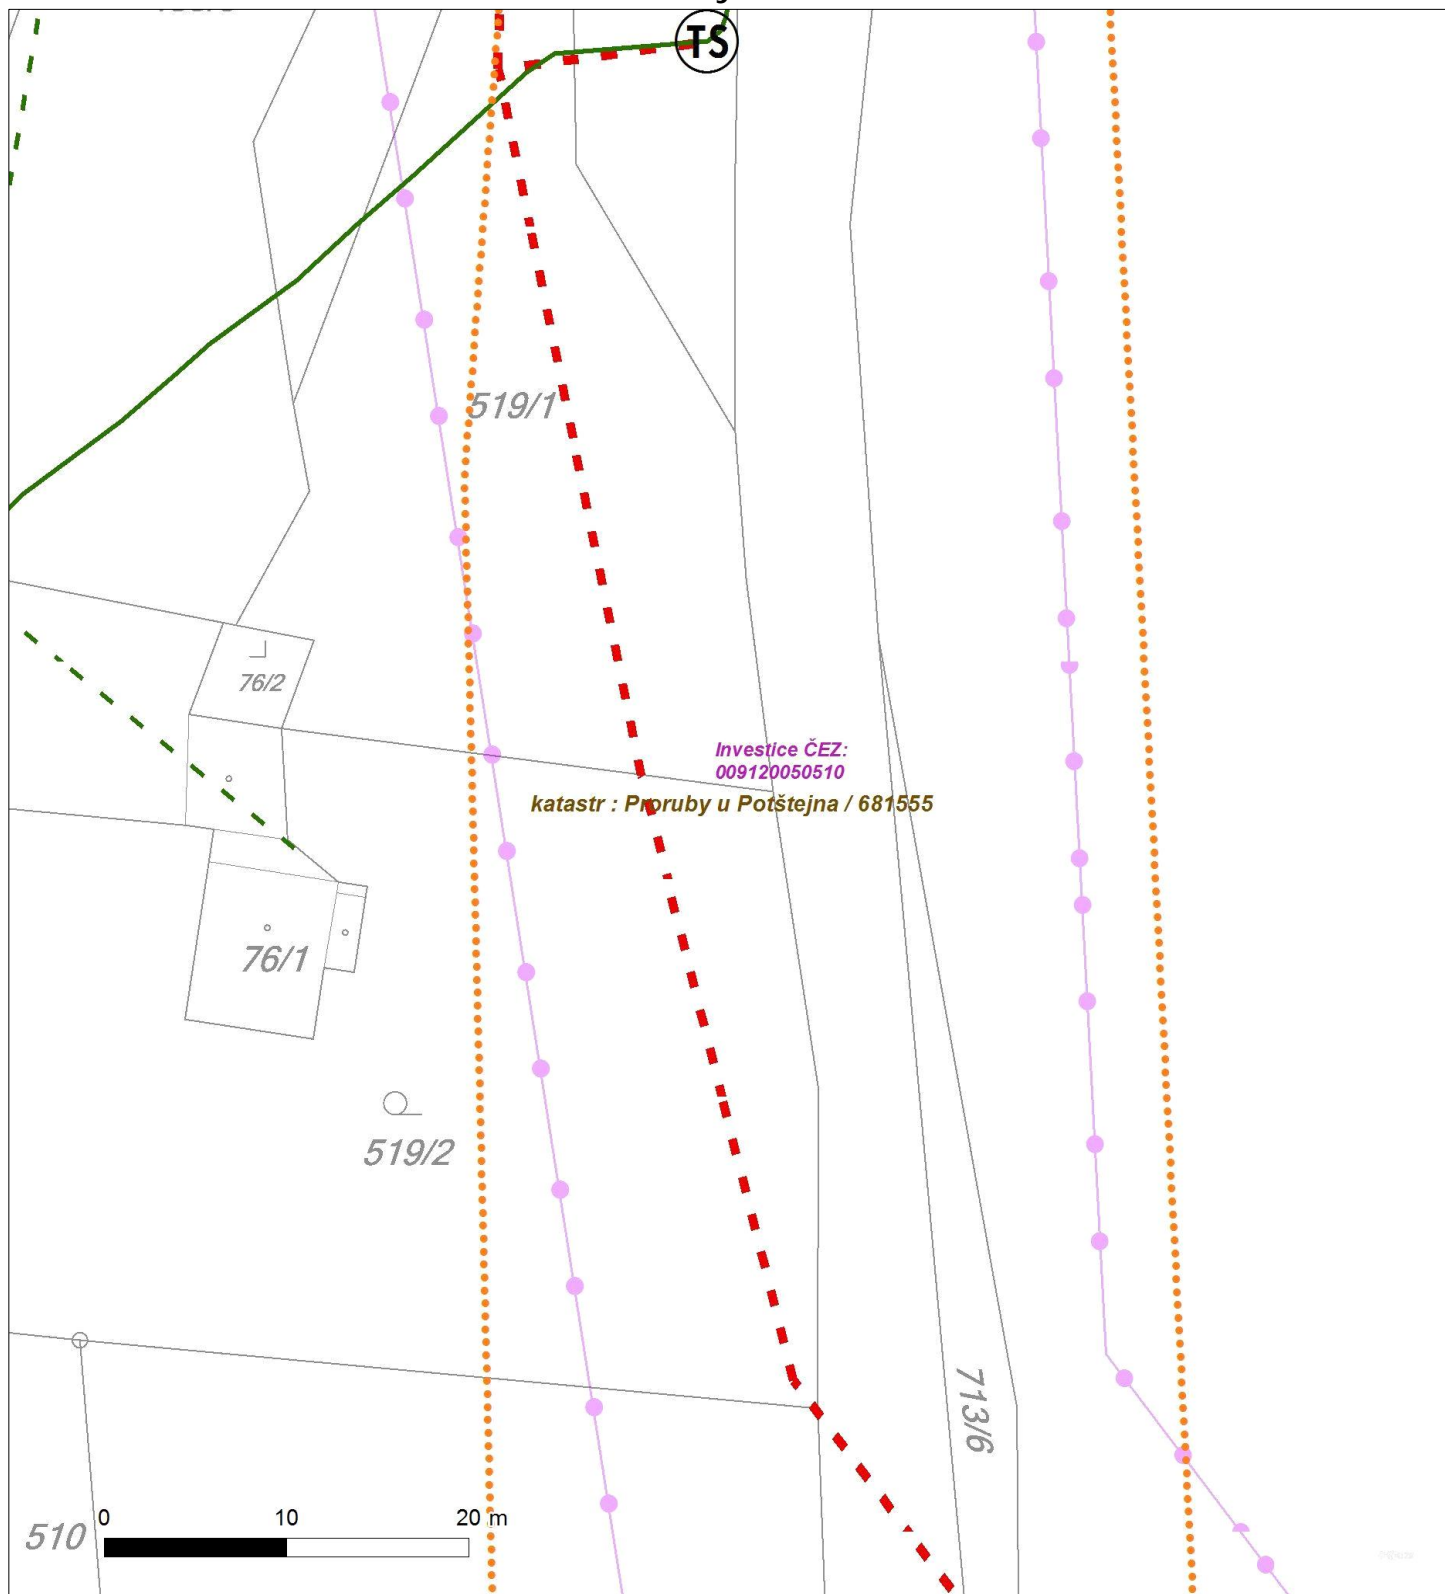 TS
519/1
76/2
Investice ČEZ:
009120050510
katastr : Proruby u Potštejna / 681555
76/1
519/2
713/6
0 10 20 m
510